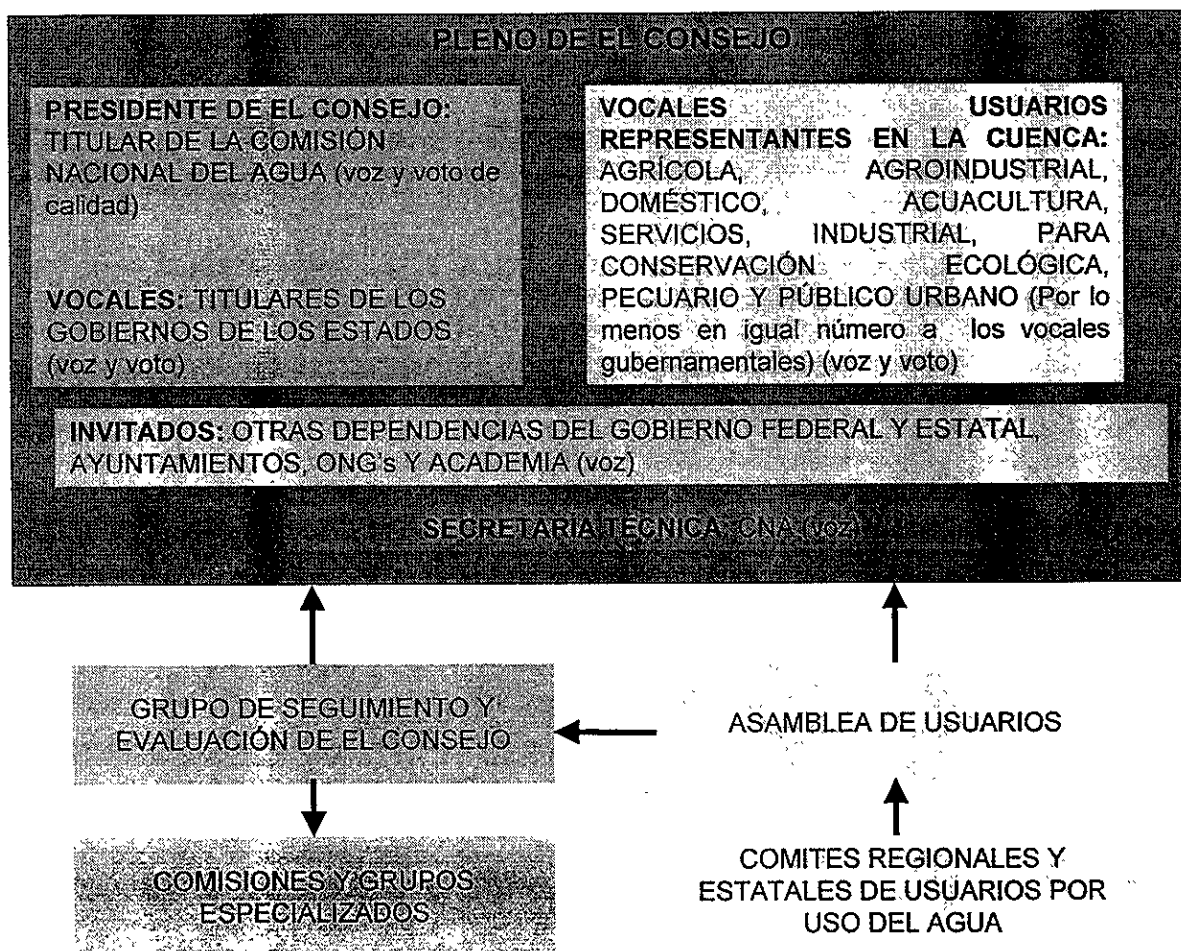 PLENO DE EL CONSEJO
PRESIDENTE DE EL CONSEJO:
TITULAR DE LA COMISIÓN
NACIONAL DEL AGUA (voz y voto de
calidad)
VOCALES: TITULARES DE LOS
GOBIERNOS DE LOS ESTADOS
(voz y voto)
VOCALES USUARIOS
REPRESENTANTES EN LA CUENCA:
AGRÍCOLA, AGROINDUSTRIAL,
DOMÉSTICO, ACUACULTURA,
SERVICIOS, INDUSTRIAL, PARA
CONSERVACIÓN ECOLÓGICA,
PECUARIO Y PÚBLICO URBANO (Por lo
menos en igual número a los vocales
gubernamentales) (voz y voto)
INVITADOS: OTRAS DEPENDENCIAS DEL GOBIERNO FEDERAL Y ESTATAL,
AYUNTAMIENTOS, ONG's Y ACADEMIA (voz)
SECRETARIA TÉCNICA: CNA (voz)
GRUPO DE SEGUIMIENTO Y
EVALUACIÓN DE EL CONSEJO
ASAMBLEA DE USUARIOS
COMISIONES Y GRUPOS
ESPECIALIZADOS
COMITES REGIONALES Y
ESTATALES DE USUARIOS POR
USO DEL AGUA